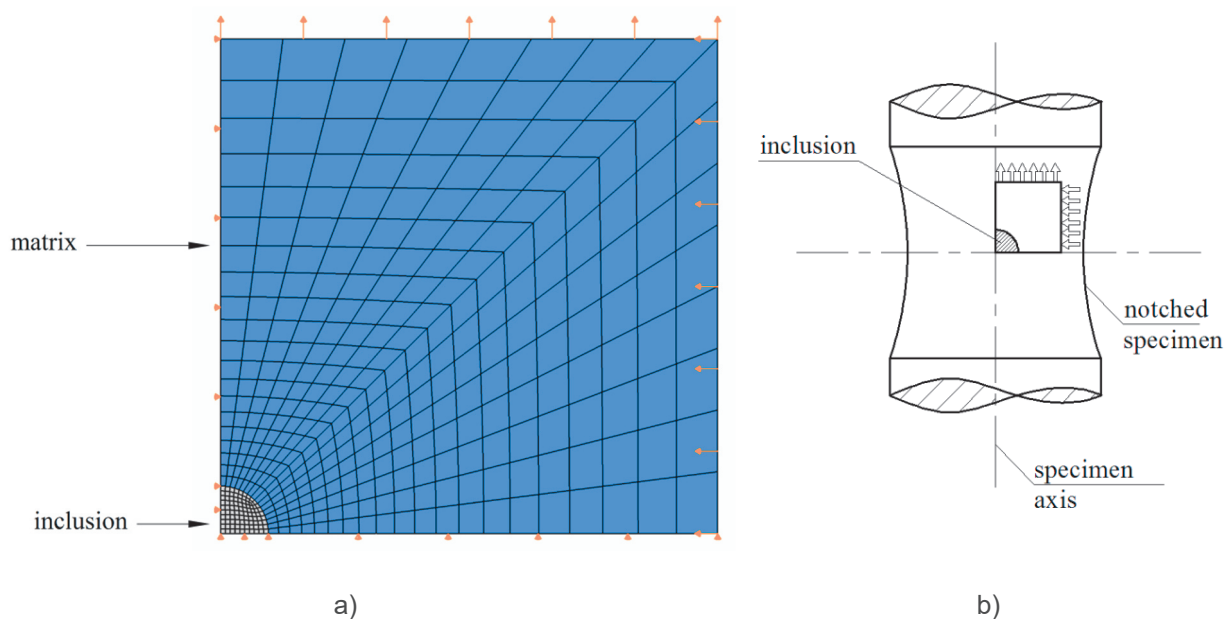 matrix
inclusion
a)
inclusion
notched
specimen
specimen
axis
b)